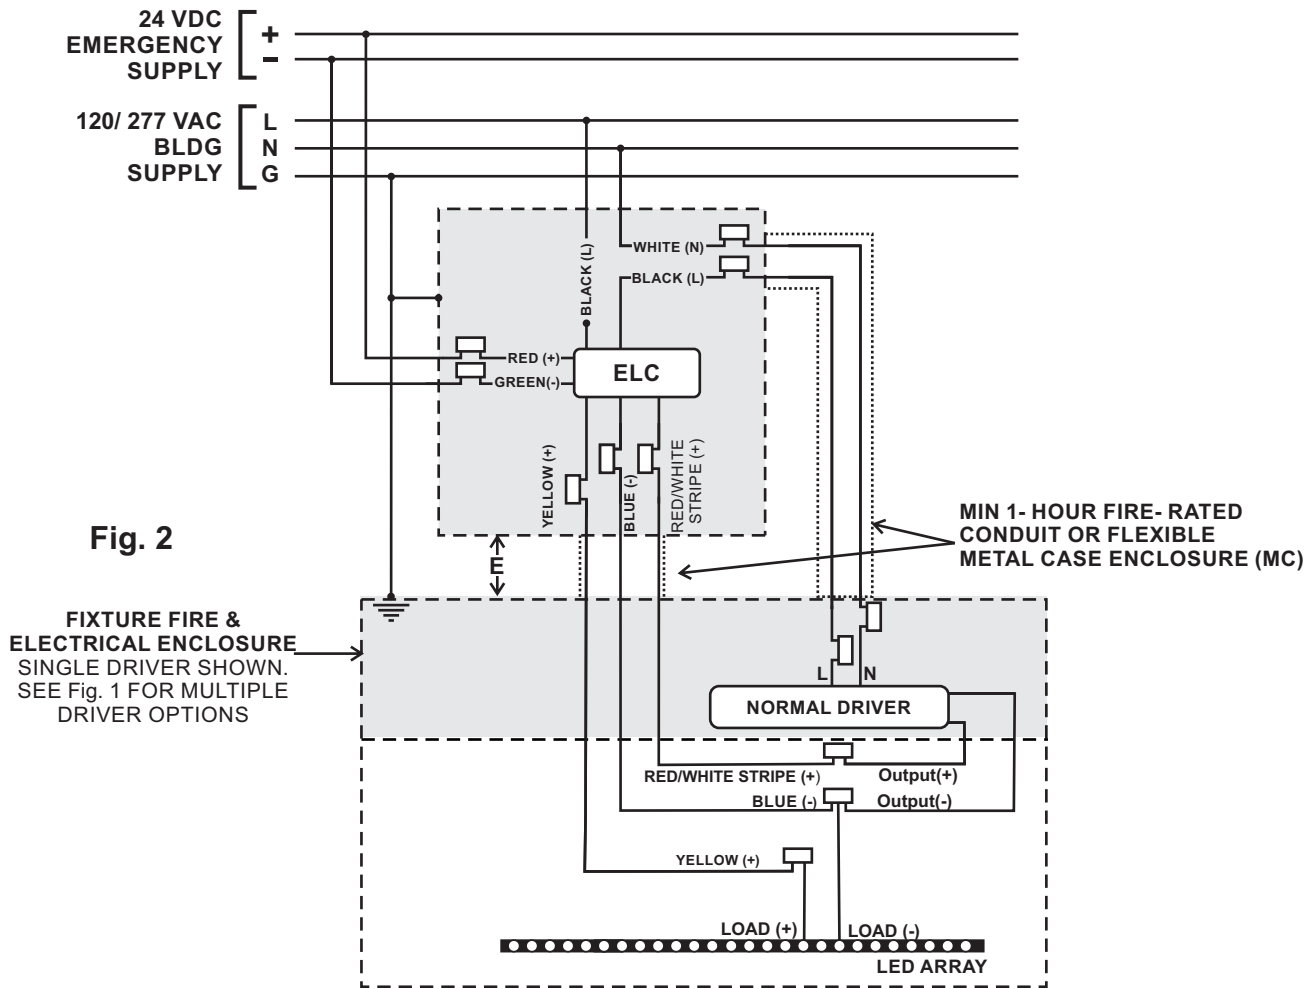 24 VDC
EMERGENCY
SUPPLY
+
-
120/ 277 VAC
BLDG
SUPPLY
L
N
G
WHITE (N)
BLACK (L)
BLACK (L)
RED (+)
GREEN(-)
ELC
YELLOW (+)
BLUE (-)
RED/WHITE
STRIPE (+)
Fig. 2
E
MIN 1- HOUR FIRE- RATED
CONDUIT OR FLEXIBLE
METAL CASE ENCLOSURE (MC)
FIXTURE FIRE &
ELECTRICAL ENCLOSURE
SINGLE DRIVER SHOWN.
SEE Fig. 1 FOR MULTIPLE
DRIVER OPTIONS
L
N
NORMAL DRIVER
RED/WHITE STRIPE (+)
Output(+)
BLUE (-)
Output(-)
YELLOW (+)
LOAD (+)
LOAD (-)
LED ARRAY